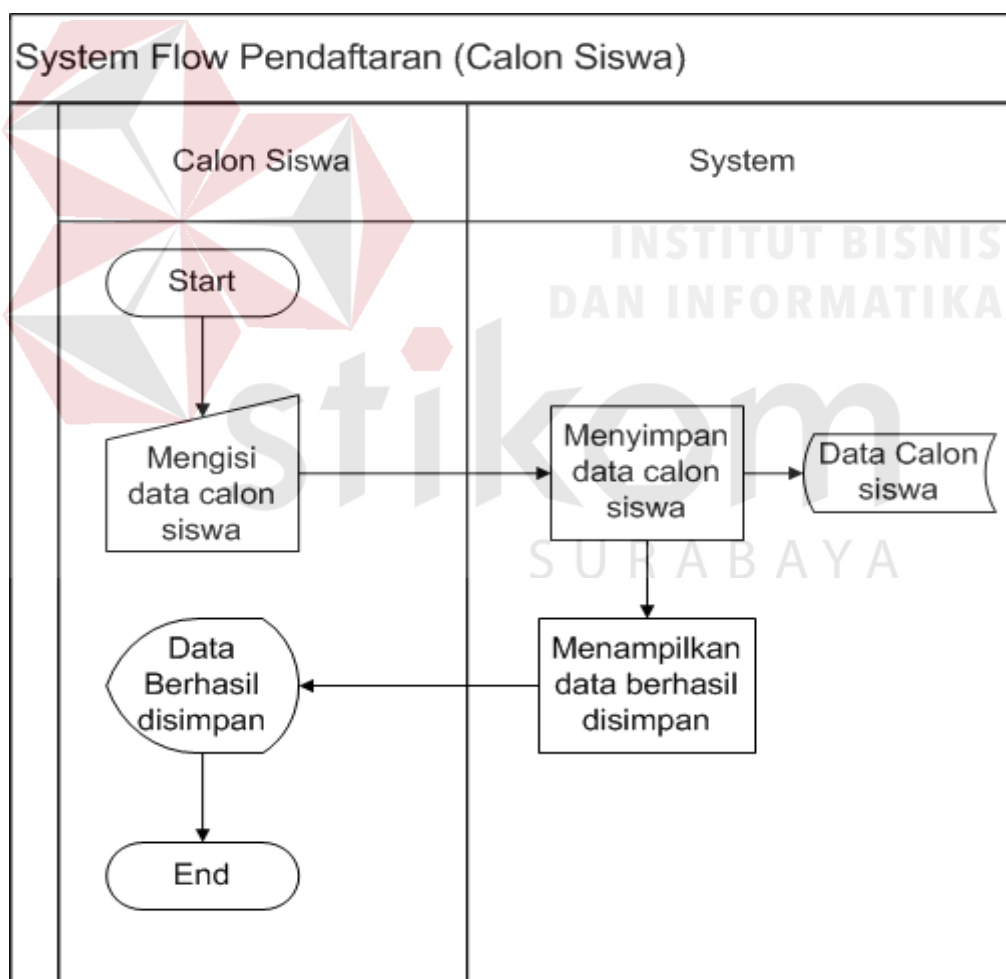 System Flow Pendaftaran (Calon Siswa)
Calon Siswa
System
INSTITUT BISNIS
DAN INFORMATIKA
Start
stikom
SURABAYA
Mengisi
data calon
siswa
Menyimpan
data calon
siswa
Data Calon
siswa
Menampilkan
data berhasil
disimpan
Data
Berhasil
disimpan
End